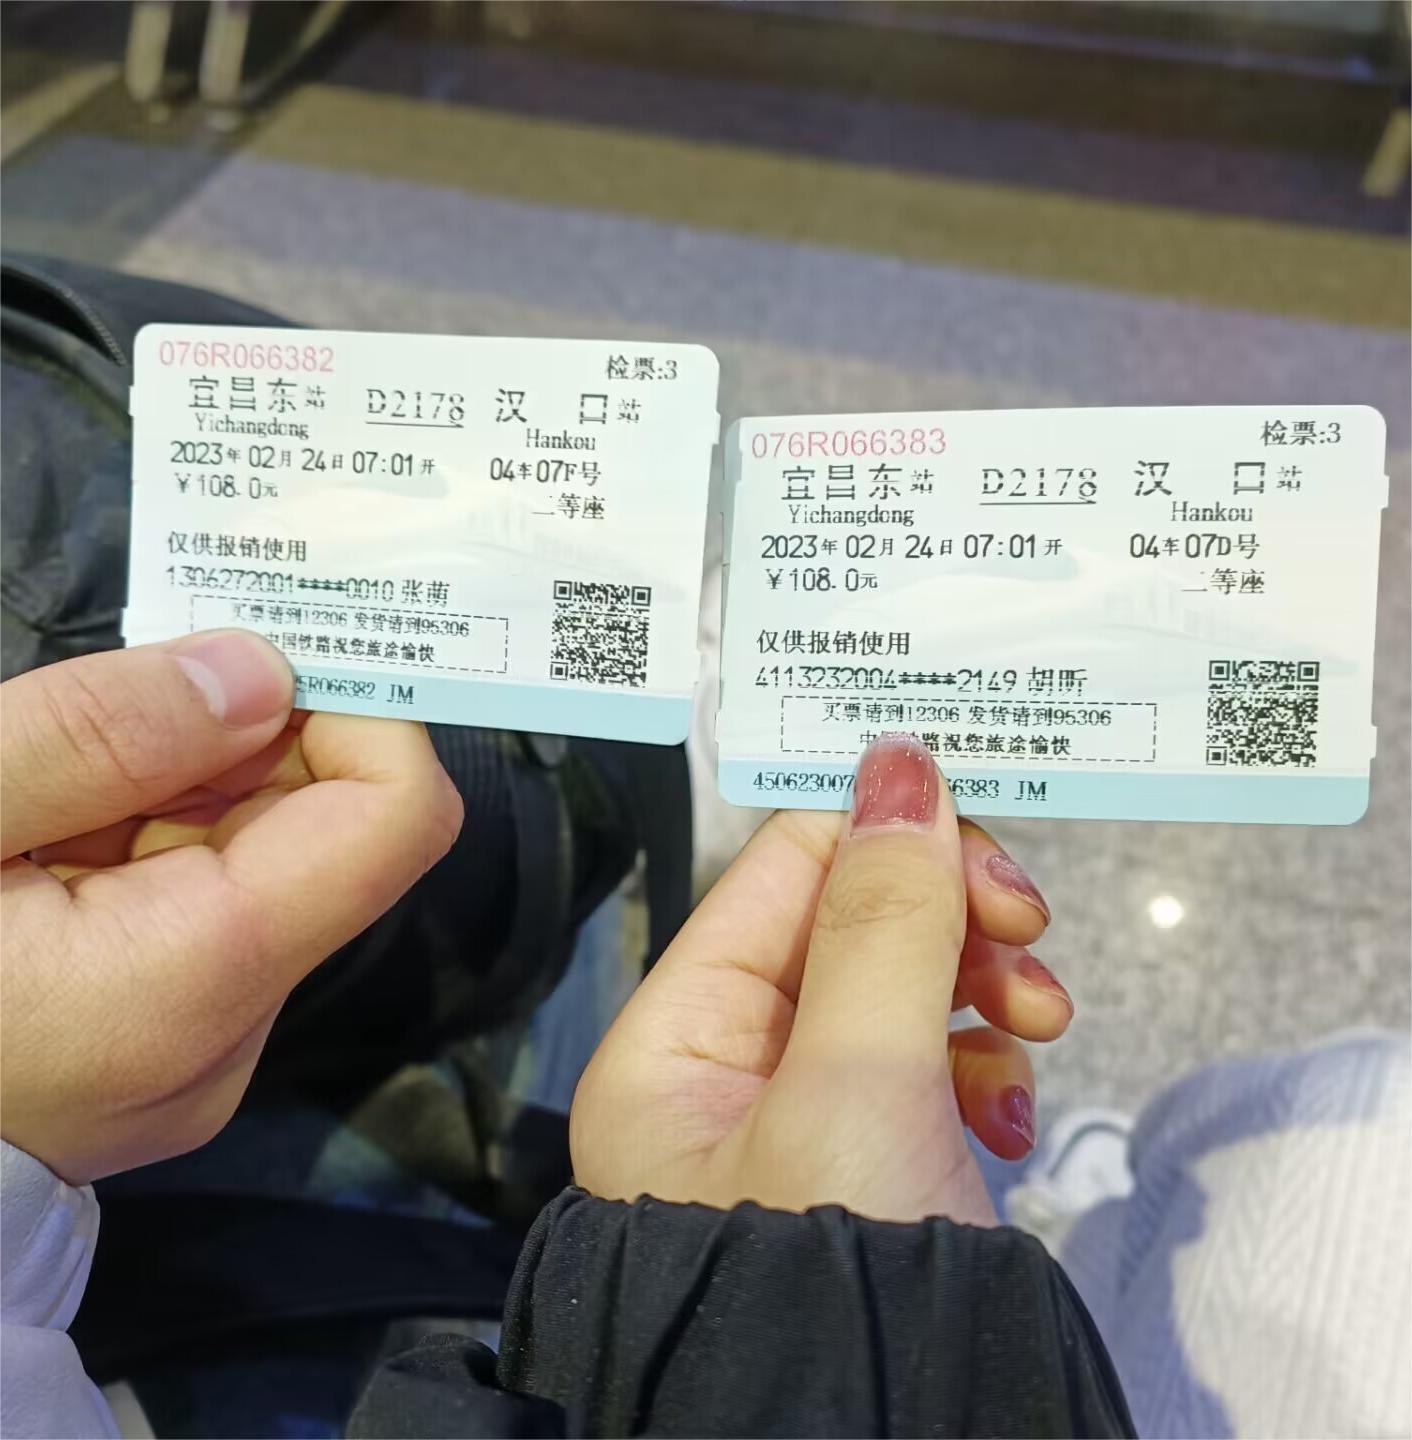 076R066382
检票:3
宜昌东站 D2178 汉口站
Yichangdong Hankou
2023年02月24日07:01开 04车07F号
￥108.0元 二等座
仅供报销使用
1306272001****0010 张萌
买票请到12306 发货请到95306
中国铁路祝您旅途愉快
R066382 JM
076R066383
检票:3
宜昌东站 D2178 汉口站
Yichangdong Hankou
2023年02月24日07:01开 04车07D号
￥108.0元 二等座
仅供报销使用
4113232004****2149 胡昕
买票请到12306 发货请到95306
中国铁路祝您旅途愉快
450623007 66383 JM